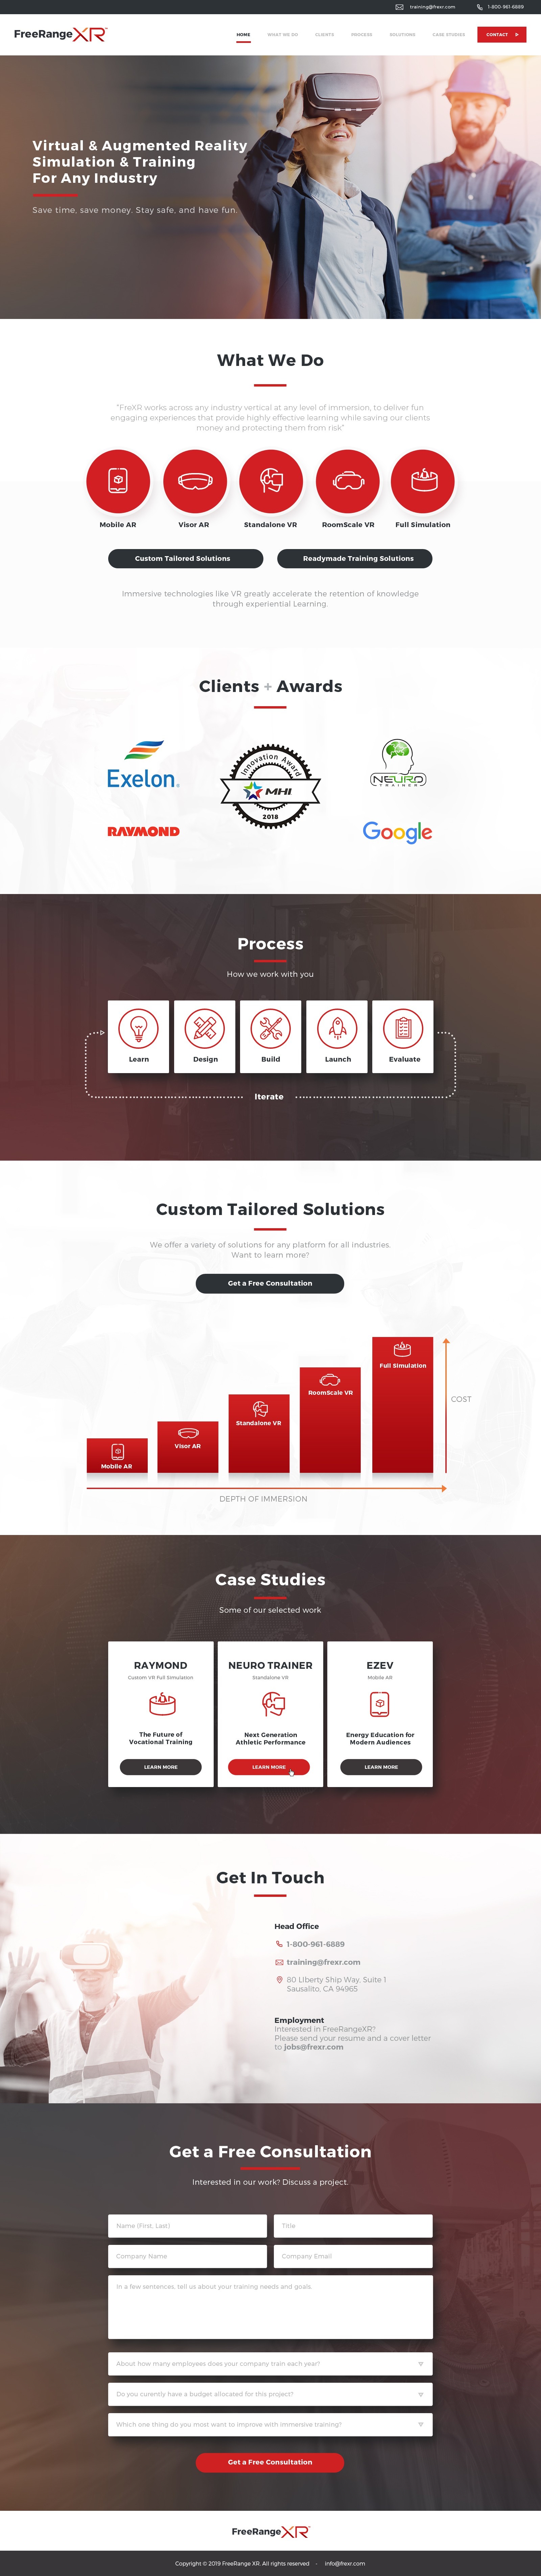 training@frexr.com 1-800-961-6889
FreeRangeXR
HOME WHAT WE DO CLIENTS PROCESS SOLUTIONS CASE STUDIES CONTACT
Virtual & Augmented Reality
Simulation & Training
For Any Industry
Save time, save money. Stay safe, and have fun.
What We Do
"FreXR works across any industry vertical at any level of immersion, to deliver fun
engaging experiences that provide highly effective learning while saving our clients
money and protecting them from risk"
Mobile AR Visor AR Standalone VR RoomScale VR Full Simulation
Custom Tailored Solutions Readymade Training Solutions
Immersive technologies like VR greatly accelerate the retention of knowledge
through experiential Learning.
Clients + Awards
Exelon
Innovation Award
MHI
2018
NEURO
TRAINER
RAYMOND
Google
Process
How we work with you
Learn Design Build Launch Evaluate
Iterate
Custom Tailored Solutions
We offer a variety of solutions for any platform for all industries.
Want to learn more?
Get a Free Consultation
Full Simulation
RoomScale VR
Standalone VR
Visor AR
Mobile AR
COST
DEPTH OF IMMERSION
Case Studies
Some of our selected work
RAYMOND
Custom VR Full Simulation
The Future of
Vocational Training
LEARN MORE
NEURO TRAINER
Standalone VR
Next Generation
Athletic Performance
LEARN MORE
EZEV
Mobile AR
Energy Education for
Modern Audiences
LEARN MORE
Get In Touch
Head Office
1-800-961-6889
training@frexr.com
80 Liberty Ship Way, Suite 1
Sausalito, CA 94965
Employment
Interested in FreeRangeXR?
Please send your resume and a cover letter
to jobs@frexr.com
Get a Free Consultation
Interested in our work? Discuss a project.
Name (First, Last) Title
Company Name Company Email
In a few sentences, tell us about your training needs and goals.
About how many employees does your company train each year?
Do you curently have a budget allocated for this project?
Which one thing do you most want to improve with immersive training?
Get a Free Consultation
FreeRangeXR
Copyright © 2019 FreeRange XR. All rights reserved - info@frexr.com